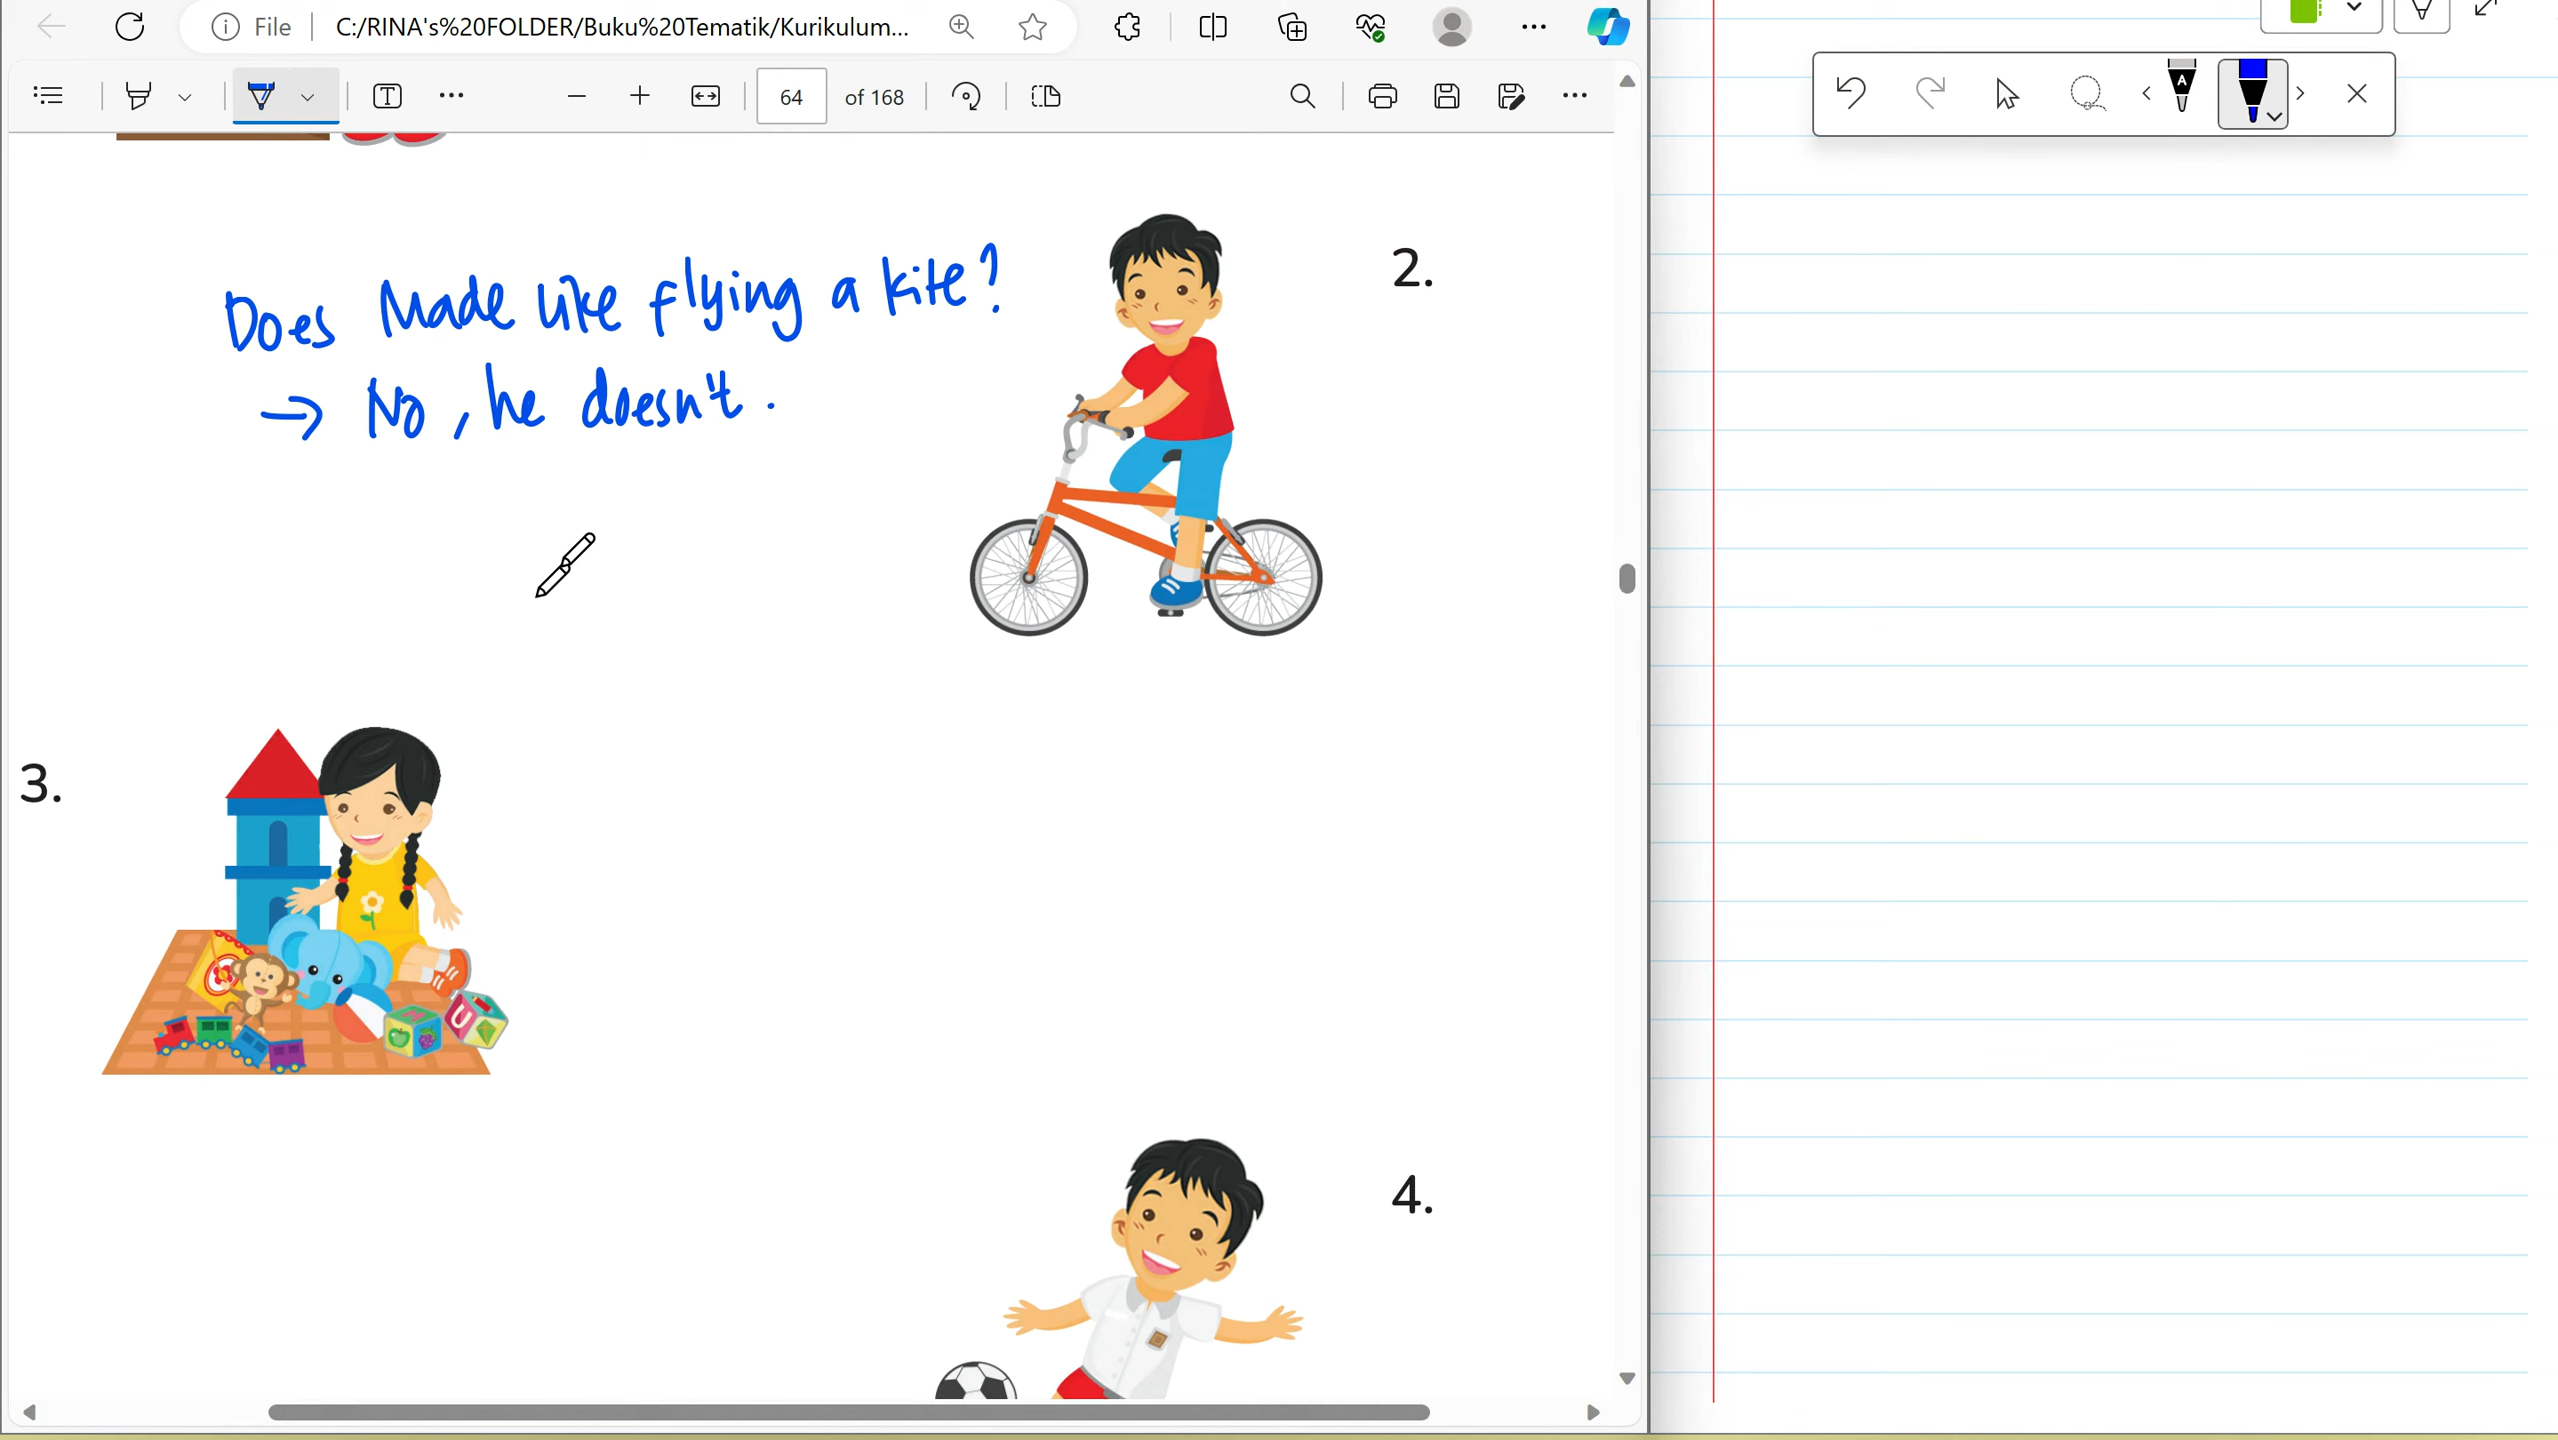 File C:/RINA's%20FOLDER/Buku%20Tematik/Kurikulum...
64 of 168
A
Does Made like flying a kite?
→ No, he doesn't.
2.
3.
M U
4.